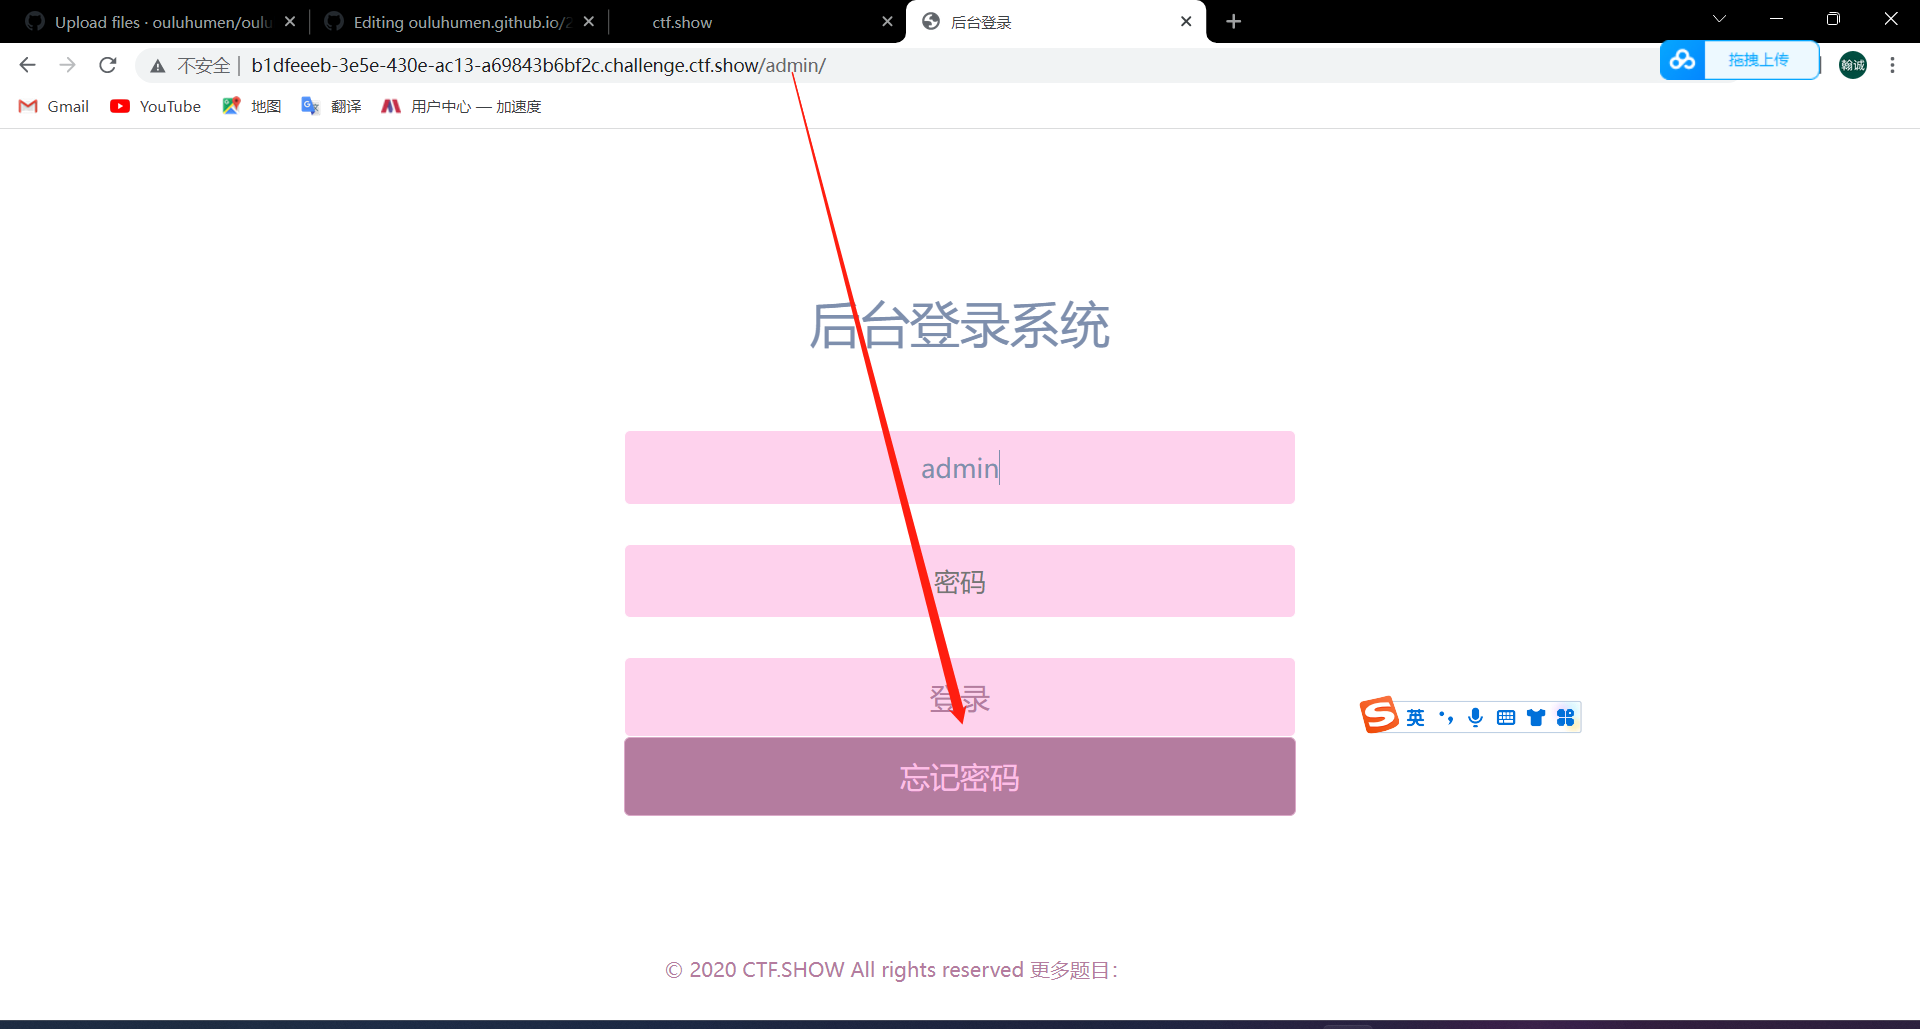 Upload files · ouluhumen/oulu
Editing ouluhumen.github.io/2
ctf.show
后台登录
不安全
b1dfeeeb-3e5e-430e-ac13-a69843b6bf2c.challenge.ctf.show/admin/
拖拽上传
翰诚
Gmail
YouTube
地图
翻译
用户中心 — 加速度
后台登录系统
admin
密码
登录
英
忘记密码
© 2020 CTF.SHOW All rights reserved 更多题目：